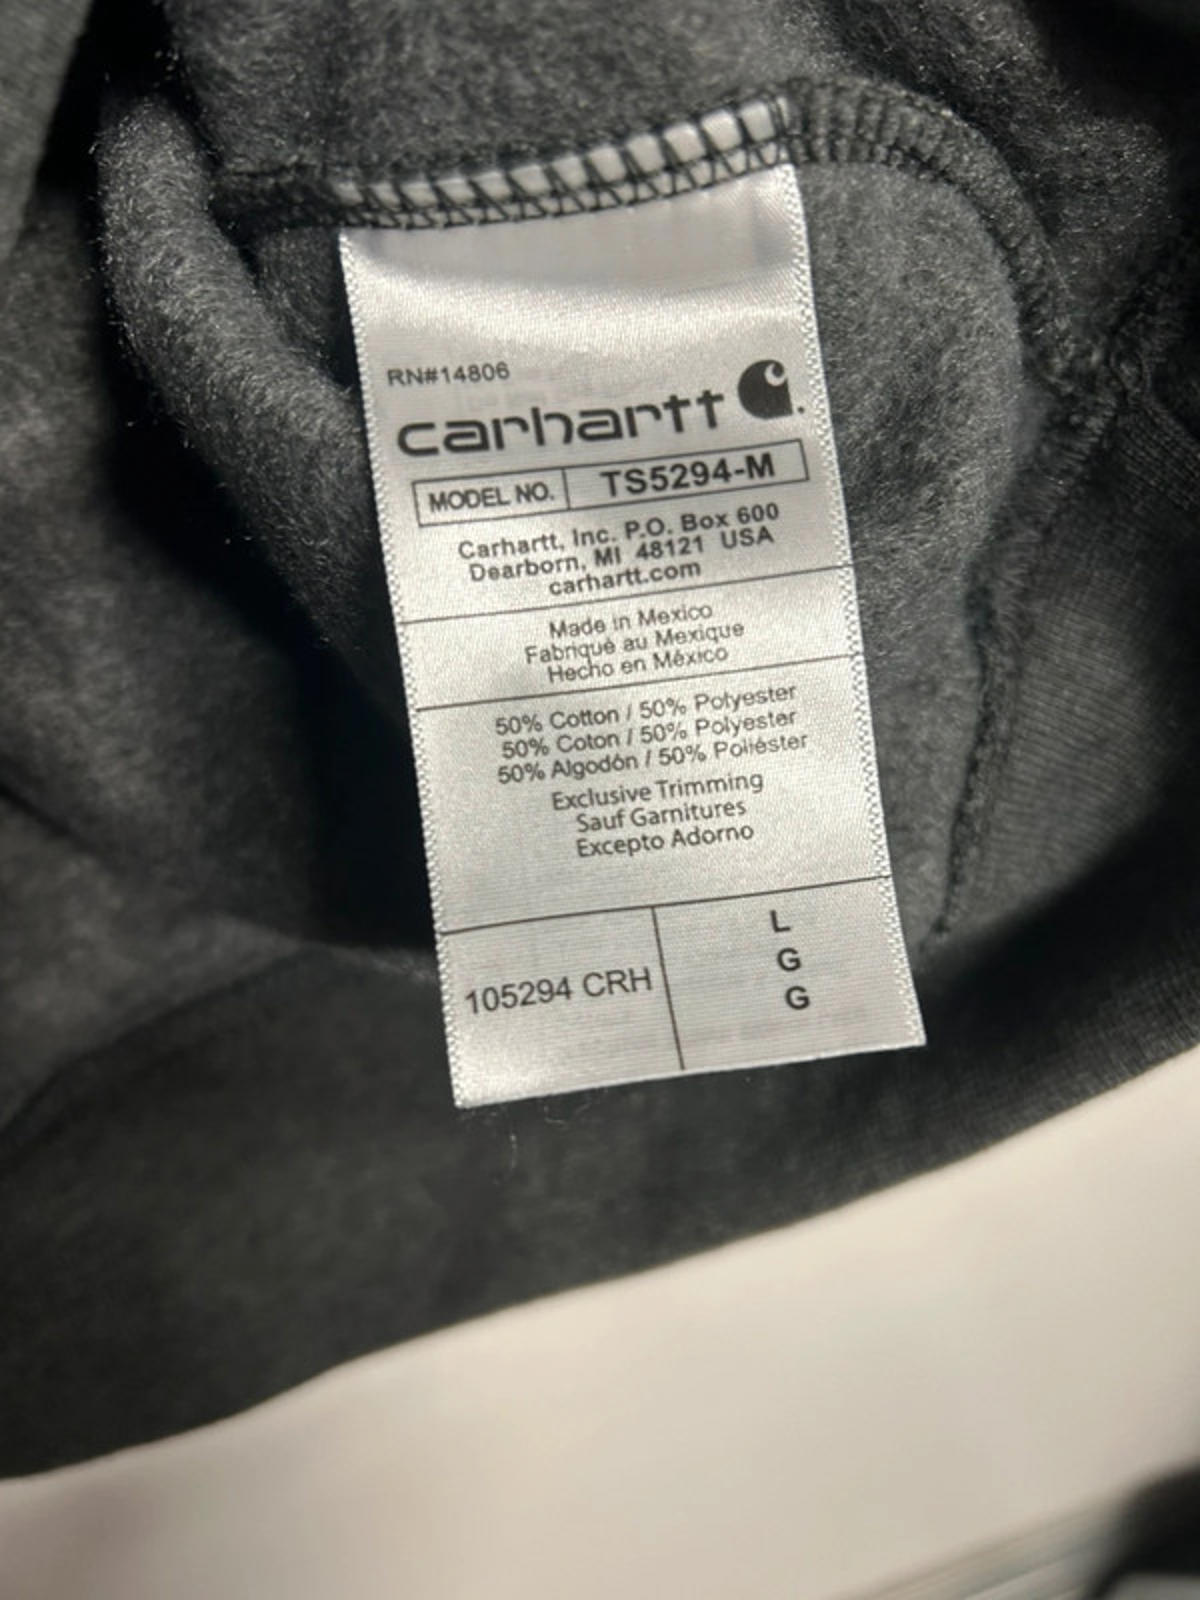 RN#14806
carhartt
MODEL NO. TS5294-M
Carhartt, Inc. P.O. Box 600
Dearborn, MI 48121 USA
carhartt.com
Made in Mexico
Fabriqué au Mexique
Hecho en México
50% Cotton / 50% Polyester
50% Coton / 50% Polyester
50% Algodón / 50% Poliéster
Exclusive Trimming
Sauf Garnitures
Excepto Adorno
105294 CRH
L
G
G